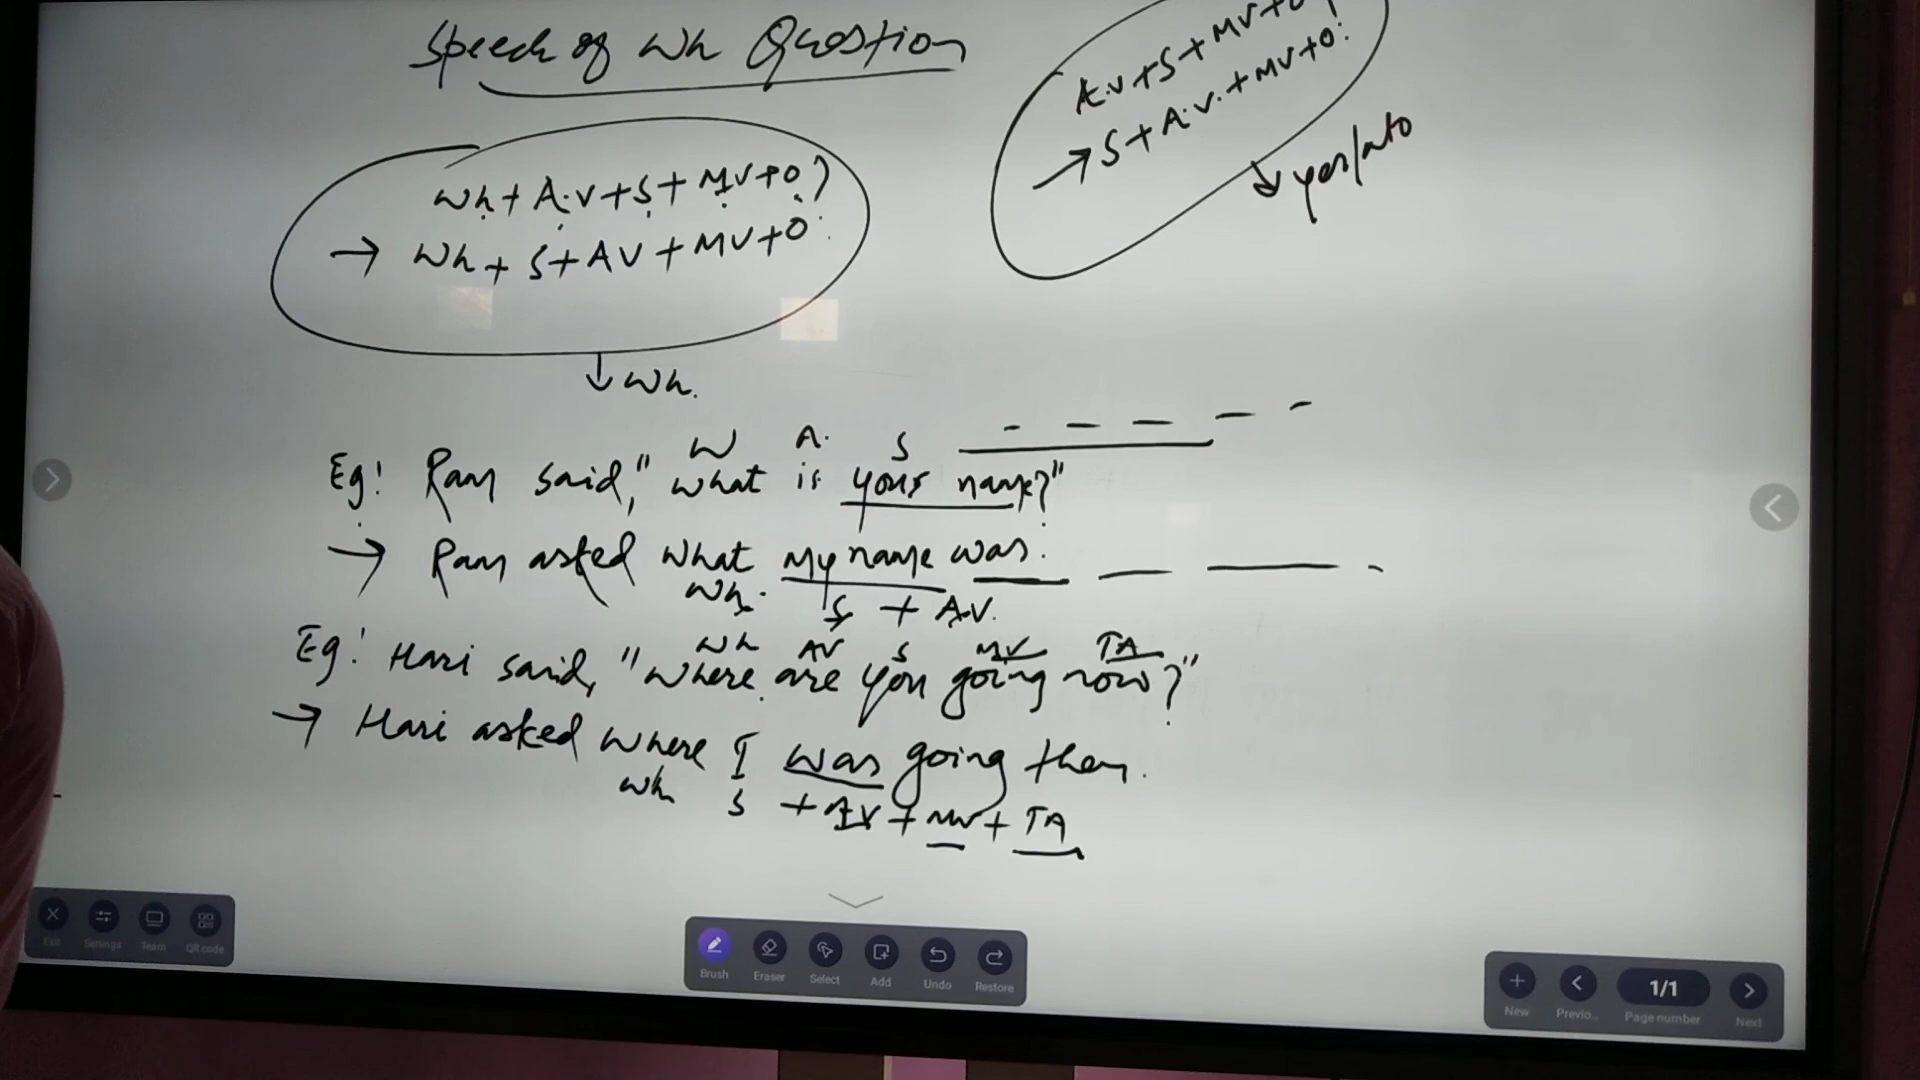 Speech of Wh Question
Wh + A.V + S + MV + O?
→ Wh + S + AV + MV + O.
↓ Wh.
A.V + S + MV + O?
→ S + A.V. + MV + O.
↓ yes/no
W A. S
Eg: Ram said, "What is your name?"
→ Ram asked what my name was.
Wh. S + A.V.
Wh AV S MV TA
Eg: Hari said, "Where are you going now?"
→ Hari asked where I was going then.
Wh S + AV + MV + TA
Exit Settings Team QR code
Brush Eraser Select Add Undo Restore
1/1
New Previo... Page number Next